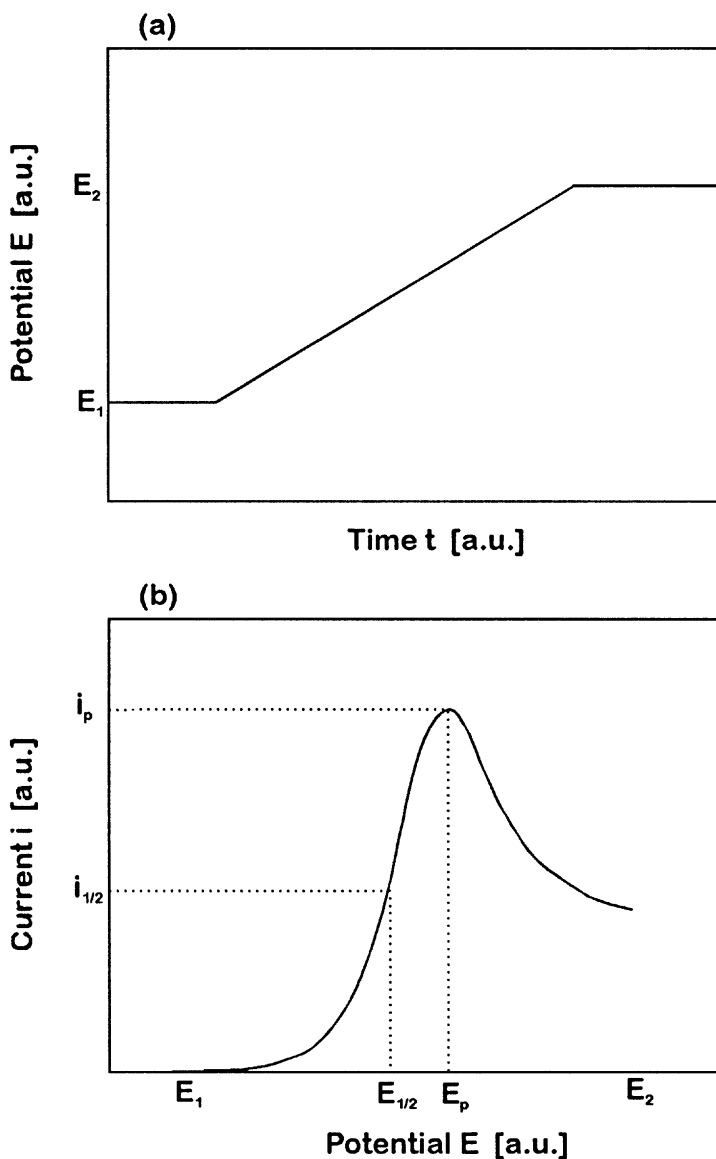 (a)
Potential E [a.u.]
E₂
E₁
Time t [a.u.]
(b)
Current i [a.u.]
iₚ
i₁/₂
E₁ E₁/₂ Eₚ E₂
Potential E [a.u.]